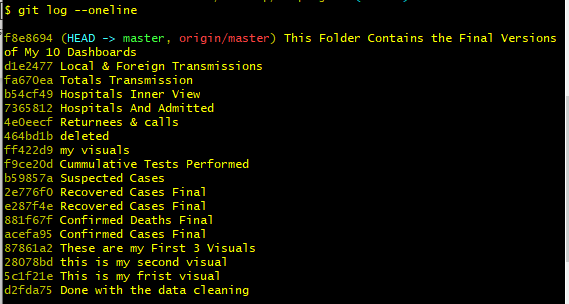 $ git log --oneline
f8e8694 (HEAD -> master, origin/master) This Folder Contains the Final Versions
of My 10 Dashboards
d1e2477 Local & Foreign Transmissions
fa670ea Totals Transmission
b54cf49 Hospitals Inner View
7365812 Hospitals And Admitted
4e0eecf Returnees & calls
464bd1b deleted
ff422d9 my visuals
f9ce20d Cummulative Tests Performed
b59857a Suspected Cases
2e776f0 Recovered Cases Final
e287f4e Recovered Cases Final
881f67f Confirmed Deaths Final
acefa95 Confirmed Cases Final
87861a2 These are my First 3 Visuals
28078bd this is my second visual
5c1f21e This is my frist visual
d2fda75 Done with the data cleaning